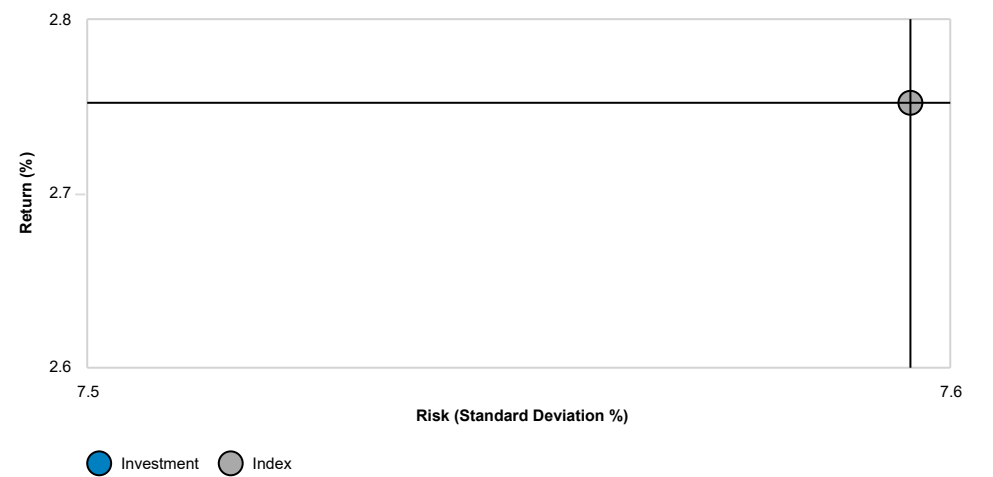 2.8
Return (%)
2.7
2.6
7.5
7.6
Risk (Standard Deviation %)
Investment
Index